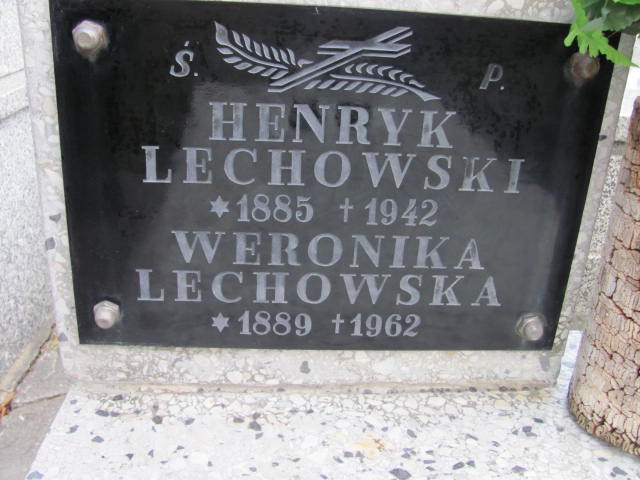 Ś. P.
HENRYK
LECHOWSKI
✶1885 †1942
WERONIKA
LECHOWSKA
✶1889 †1962